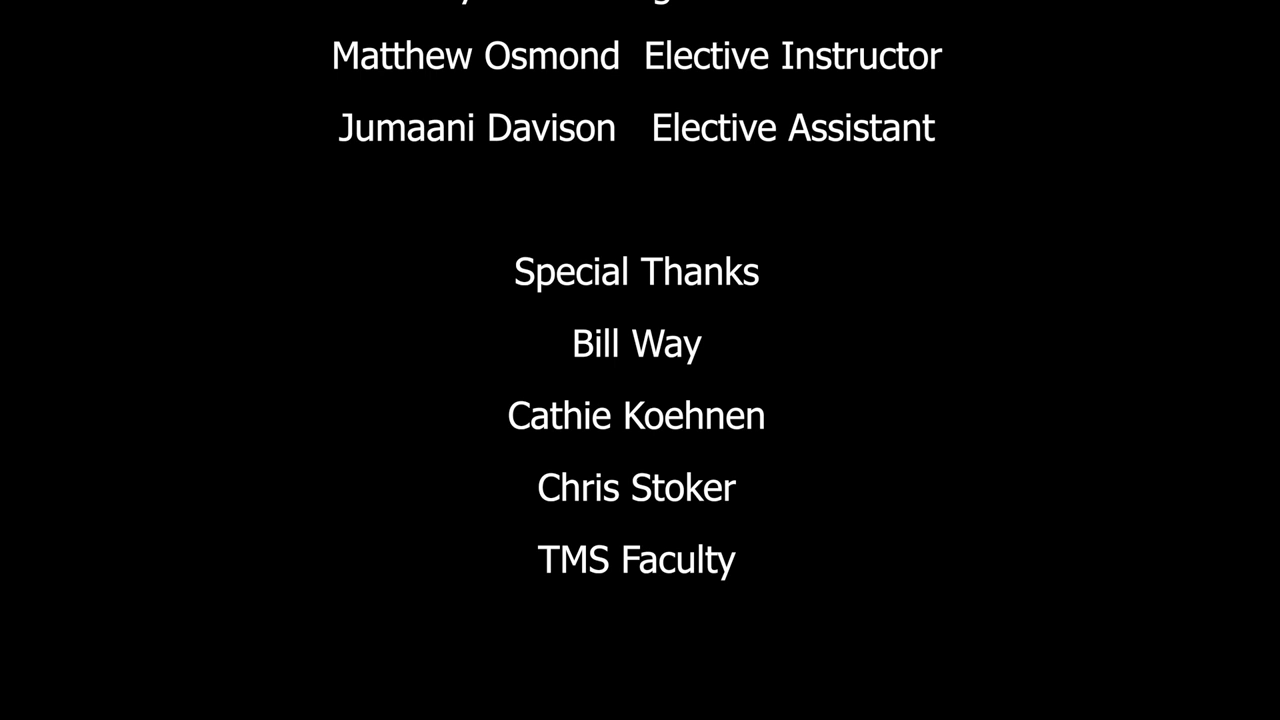 Matthew Osmond Elective Instructor
Jumaani Davison Elective Assistant
Special Thanks
Bill Way
Cathie Koehnen
Chris Stoker
TMS Faculty